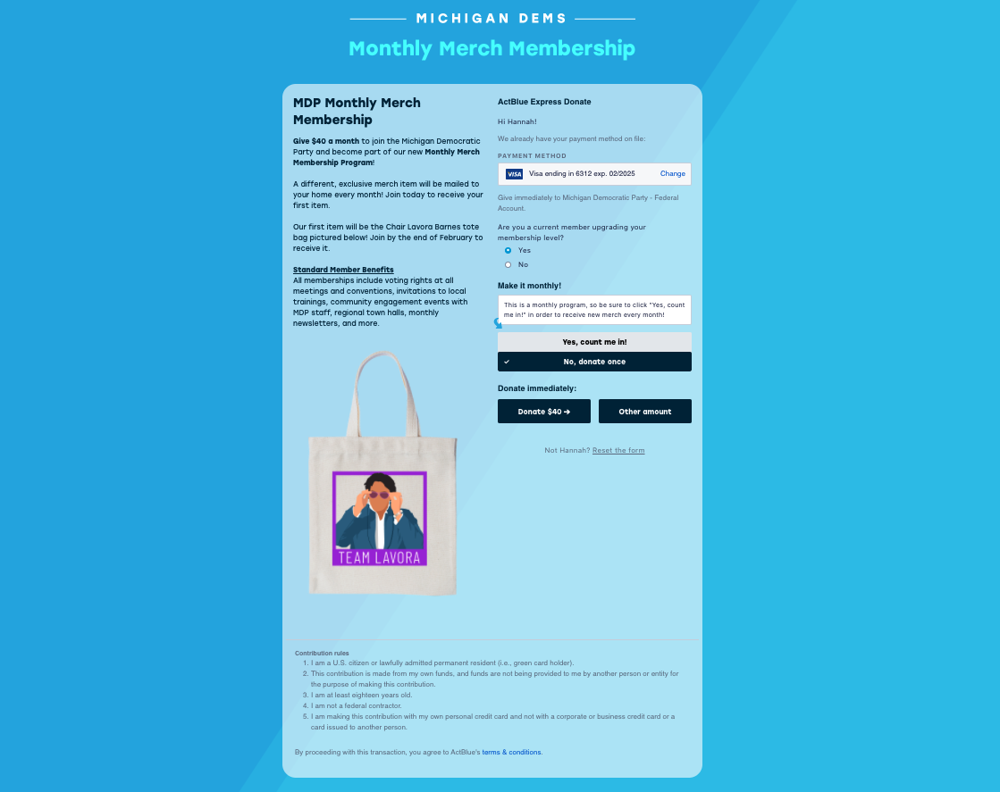 MICHIGAN DEMS
Monthly Merch Membership
MDP Monthly Merch
Membership
Give $40 a month to join the Michigan Democratic
Party and become part of our new Monthly Merch
Membership Program!
A different, exclusive merch item will be mailed to
your home every month! Join today to receive your
first item.
Our first item will be the Chair Lavora Barnes tote
bag pictured below! Join by the end of February to
receive it.
Standard Member Benefits
All memberships include voting rights at all
meetings and conventions, invitations to local
trainings, community engagement events with
MDP staff, regional town halls, monthly
newsletters, and more.
TEAM LAVORA
ActBlue Express Donate
Hi Hannah!
We already have your payment method on file:
PAYMENT METHOD
VISA Visa ending in 6312 exp. 02/2025 Change
Give immediately to Michigan Democratic Party - Federal
Account.
Are you a current member upgrading your
membership level?
Yes
No
Make it monthly!
This is a monthly program, so be sure to click "Yes, count
me in!" in order to receive new merch every month!
Yes, count me in!
✓ No, donate once
Donate immediately:
Donate $40 ➔ Other amount
Not Hannah? Reset the form
Contribution rules
1. I am a U.S. citizen or lawfully admitted permanent resident (i.e., green card holder).
2. This contribution is made from my own funds, and funds are not being provided to me by another person or entity for
the purpose of making this contribution.
3. I am at least eighteen years old.
4. I am not a federal contractor.
5. I am making this contribution with my own personal credit card and not with a corporate or business credit card or a
card issued to another person.
By proceeding with this transaction, you agree to ActBlue's terms & conditions.